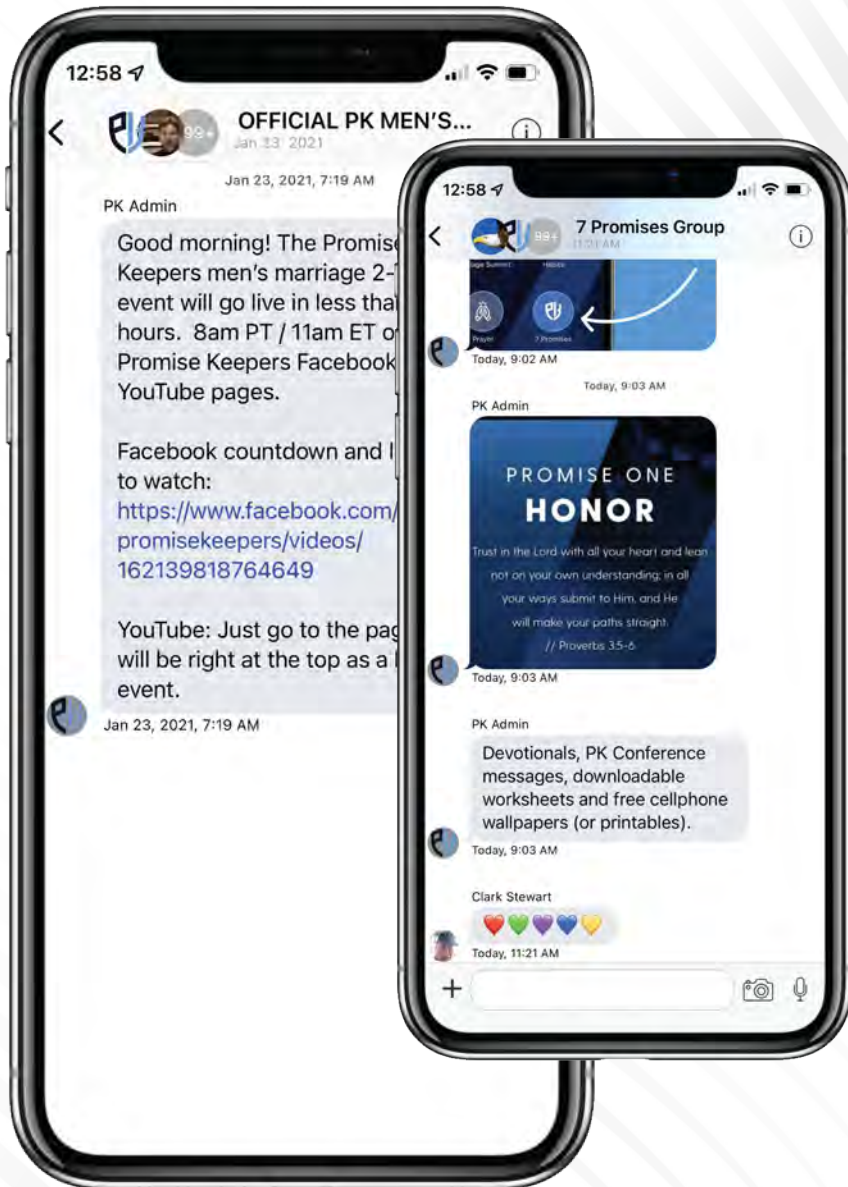 12:58
99+
OFFICIAL PK MEN'S...
Jan 23, 2021
Jan 23, 2021, 7:19 AM
PK Admin
Good morning! The
Keepers men's marriage
event will go live in less
hours. 8am PT / 11am ET
Promise Keepers Facebook
YouTube pages.
Facebook countdown and
to watch:
https://www.facebook.com/
promisekeepers/videos/
162139818764649
YouTube: Just go to the
will be right at the top as a
event.
Jan 23, 2021, 7:19 AM
12:58
99+
7 Promises Group
11:21 AM
Prayer
7 Promises
Today, 9:02 AM
Today, 9:03 AM
PK Admin
PROMISE ONE
HONOR
Trust in the Lord with all your heart and lean
not on your own understanding; in all
your ways submit to Him, and He
will make your paths straight.
// Proverbs 3:5-6
Today, 9:03 AM
PK Admin
Devotionals, PK Conference
messages, downloadable
worksheets and free cellphone
wallpapers (or printables).
Today, 9:03 AM
Clark Stewart
❤️💚💜💙💛
Today, 11:21 AM